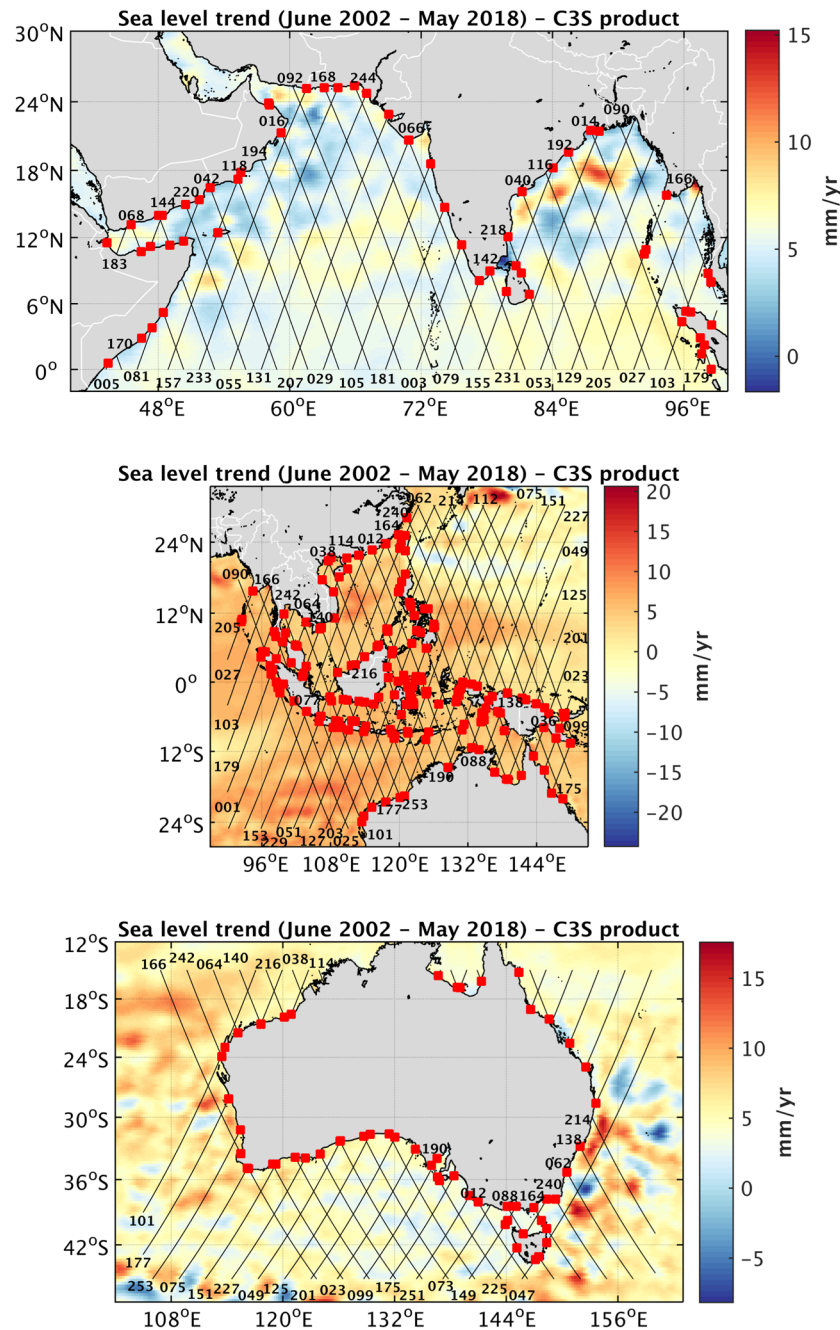 Sea level trend (June 2002 – May 2018) – C3S product
30°N
24°N
18°N
12°N
6°N
0°
092 168 244
016
194
118
042
220
144
068
183
170
066
090
014
192
116
040
166
218
142
005 081 157 233 055 131 207 029 105 181 003 079 155 231 053 129 205 027 103 179
48°E 60°E 72°E 84°E 96°E
15
10
5
0
mm/yr
Sea level trend (June 2002 – May 2018) – C3S product
24°N
12°N
0°
12°S
24°S
062 214 112 075 151
240
227
164
012
114
038
049
090 166
242
064
140
125
205
201
216
027
023
077
138
036
099
103
088
179
190
175
001
177 253
101
153 051 203
229 127 025
96°E 108°E 120°E 132°E 144°E
20
15
10
5
0
−5
−10
−15
−20
mm/yr
Sea level trend (June 2002 – May 2018) – C3S product
12°S
18°S
24°S
30°S
36°S
42°S
166 242 064 140 216 038 114
214
138
190
062
240
012 088 164
101
177
253 075 151 227 049 125 201 023 099 175 251 073 149 225 047
108°E 120°E 132°E 144°E 156°E
15
10
5
0
−5
mm/yr